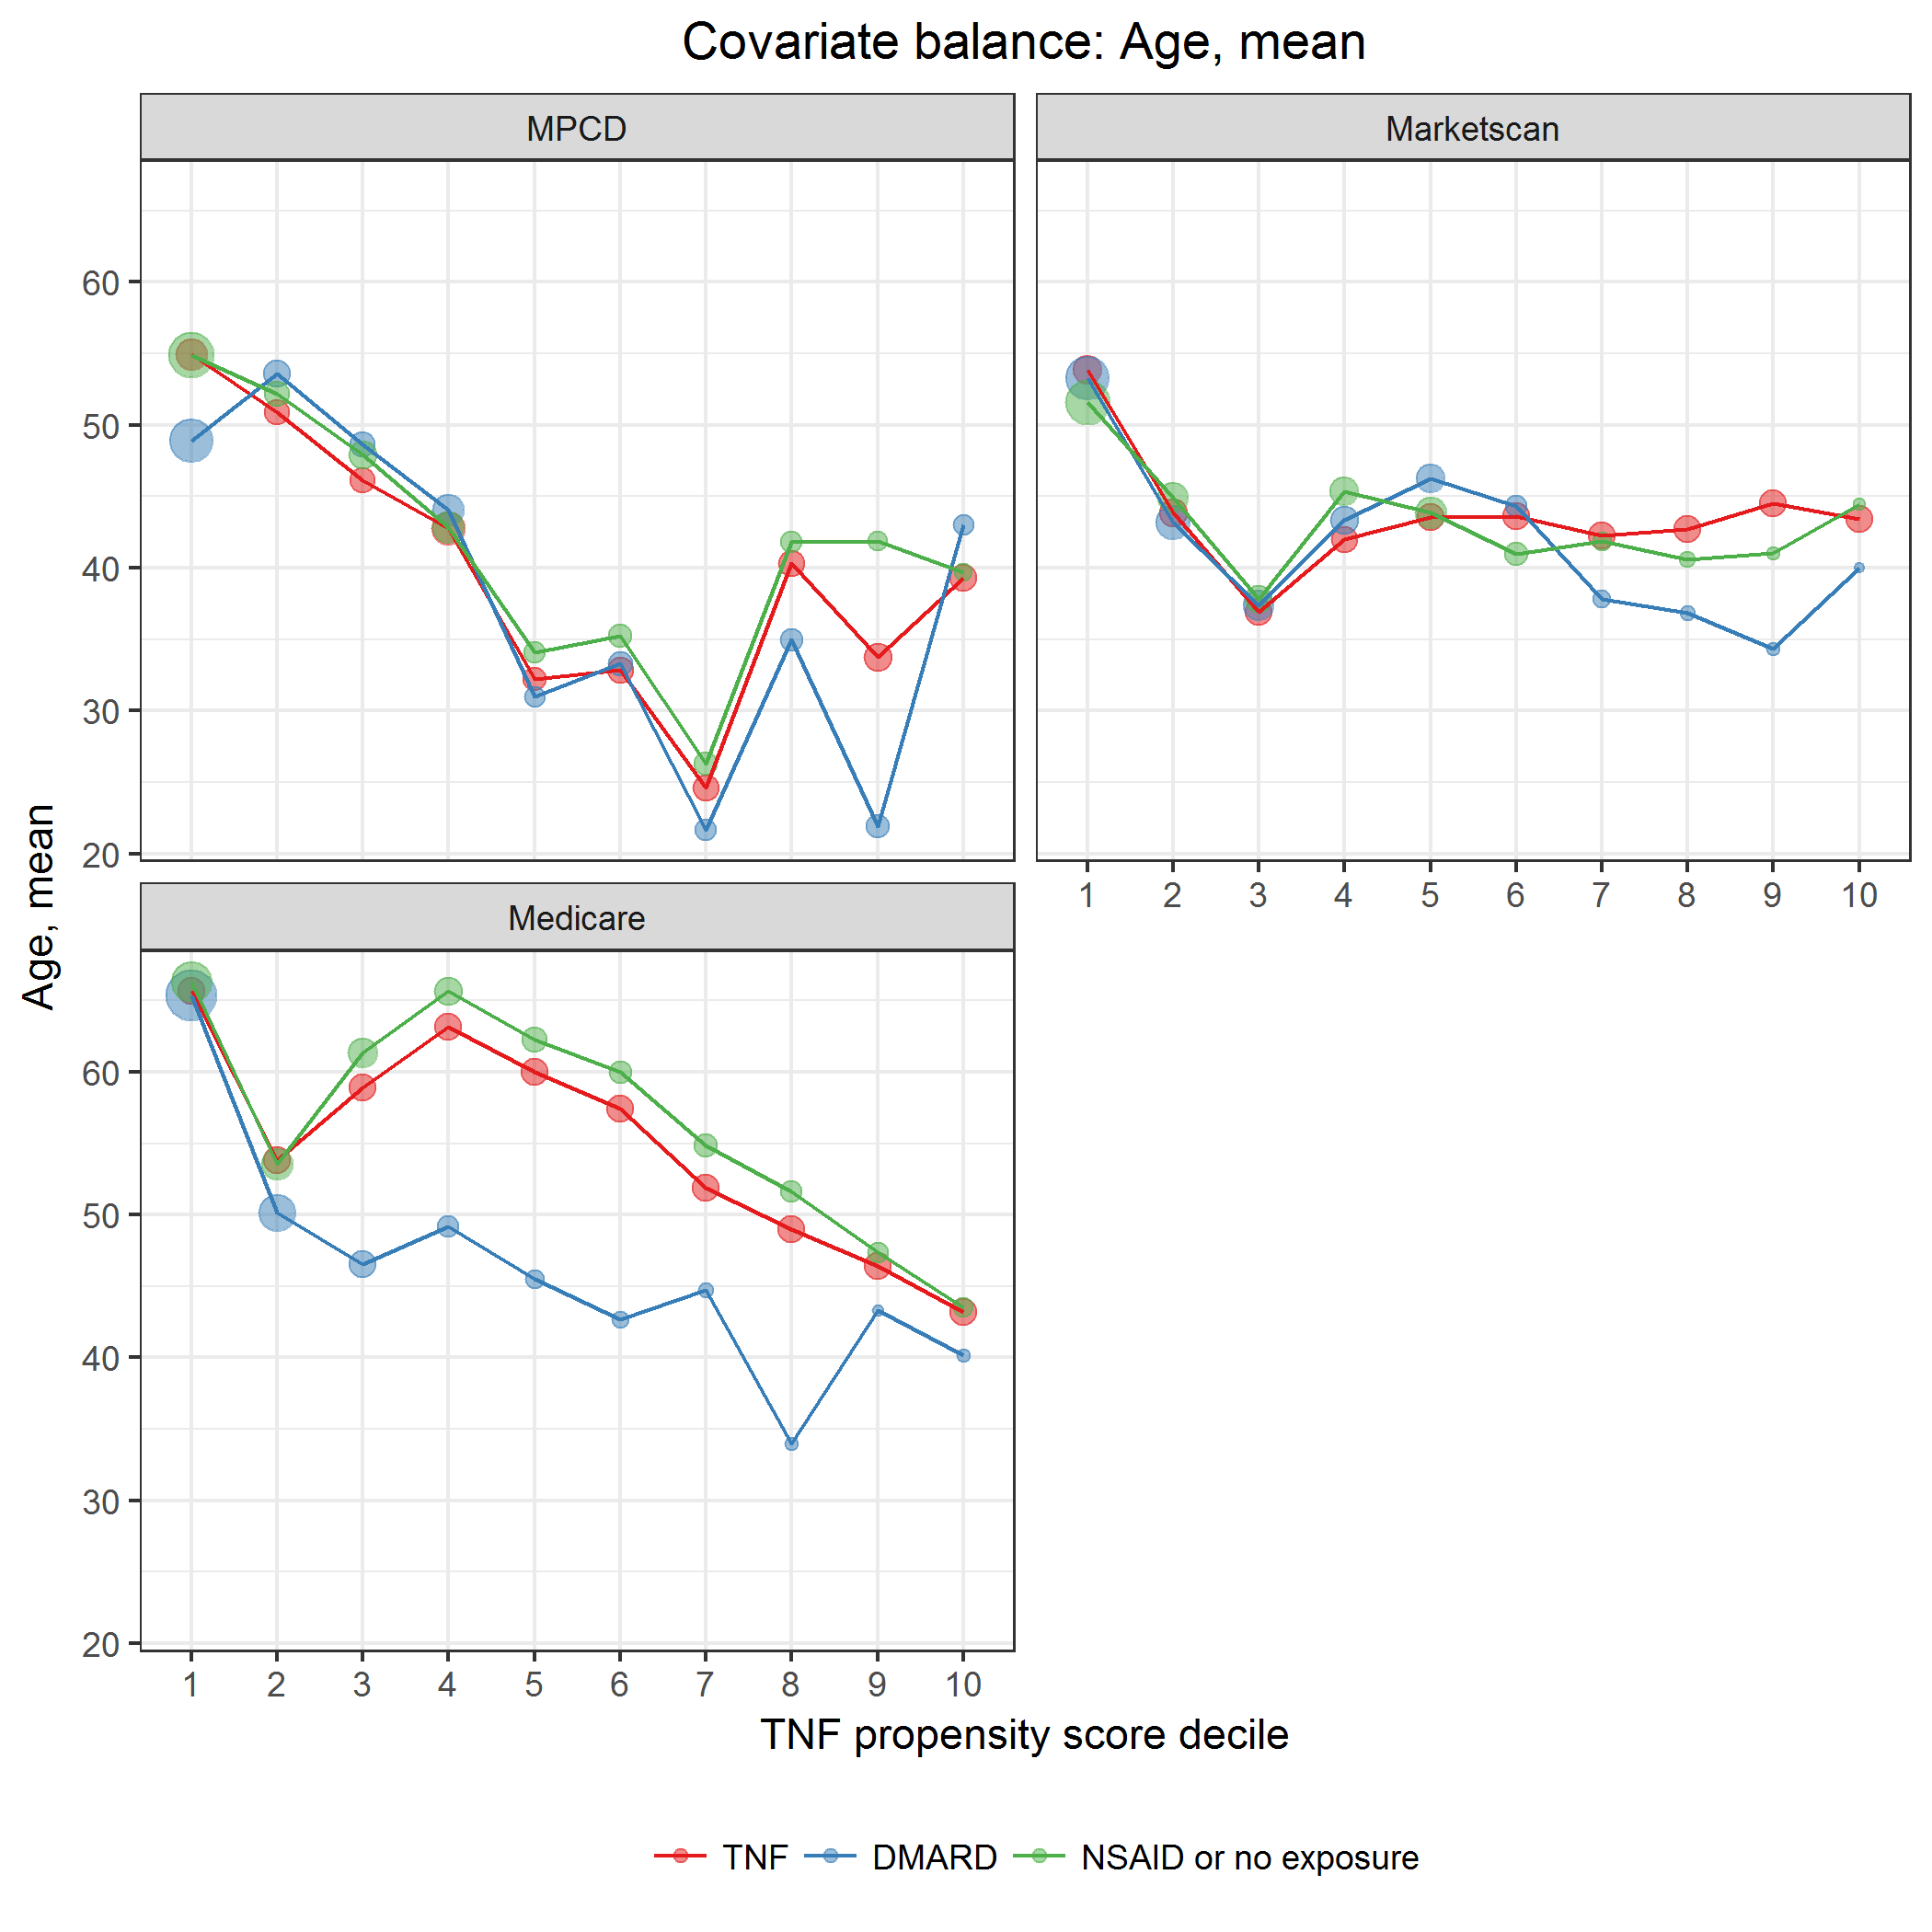 Covariate balance: Age, mean
MPCD
Marketscan
60
50
40
30
20
1 2 3 4 5 6 7 8 9 10
Medicare
60
50
40
30
20
1 2 3 4 5 6 7 8 9 10
Age, mean
TNF propensity score decile
TNF DMARD NSAID or no exposure